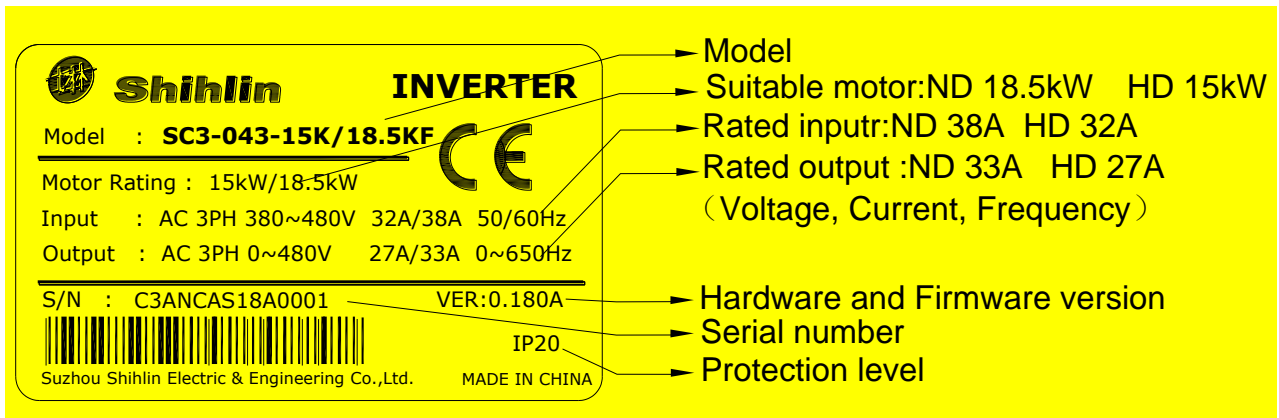 Shihlin INVERTER
Model : SC3-043-15K/18.5KF
CE
Motor Rating : 15kW/18.5kW
Input : AC 3PH 380~480V 32A/38A 50/60Hz
Output : AC 3PH 0~480V 27A/33A 0~650Hz
S/N : C3ANCAS18A0001 VER:0.180A
IP20
Suzhou Shihlin Electric & Engineering Co.,Ltd. MADE IN CHINA
Model
Suitable motor:ND 18.5kW HD 15kW
Rated inputr:ND 38A HD 32A
Rated output :ND 33A HD 27A
（Voltage, Current, Frequency）
Hardware and Firmware version
Serial number
Protection level